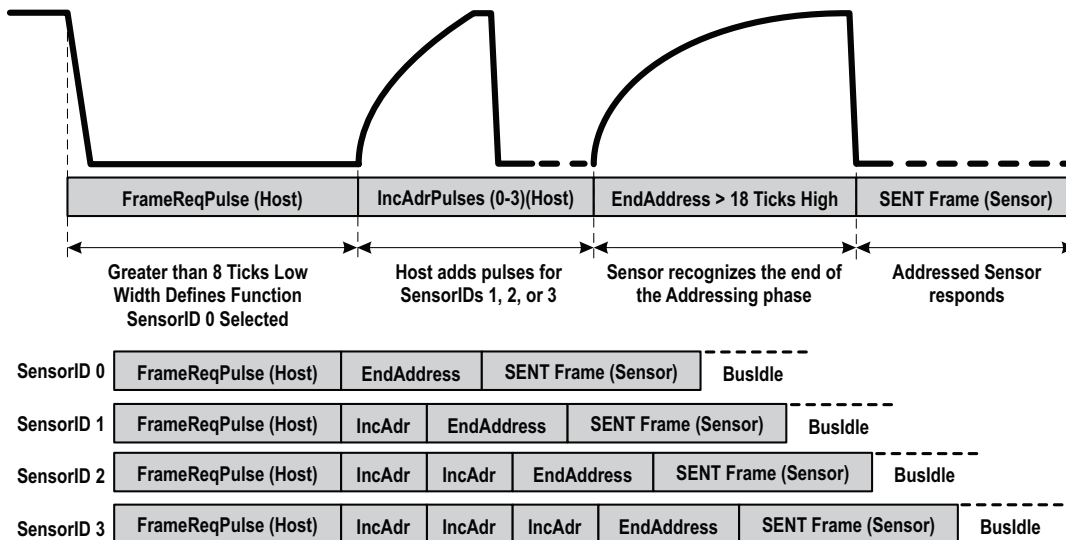 FrameReqPulse (Host) IncAdrPulses (0-3)(Host) EndAddress > 18 Ticks High SENT Frame (Sensor)
Greater than 8 Ticks Low
Width Defines Function
SensorID 0 Selected
Host adds pulses for
SensorIDs 1, 2, or 3
Sensor recognizes the end of
the Addressing phase
Addressed Sensor
responds
SensorID 0 FrameReqPulse (Host) EndAddress SENT Frame (Sensor) BusIdle
SensorID 1 FrameReqPulse (Host) IncAdr EndAddress SENT Frame (Sensor) BusIdle
SensorID 2 FrameReqPulse (Host) IncAdr IncAdr EndAddress SENT Frame (Sensor) BusIdle
SensorID 3 FrameReqPulse (Host) IncAdr IncAdr IncAdr EndAddress SENT Frame (Sensor) BusIdle